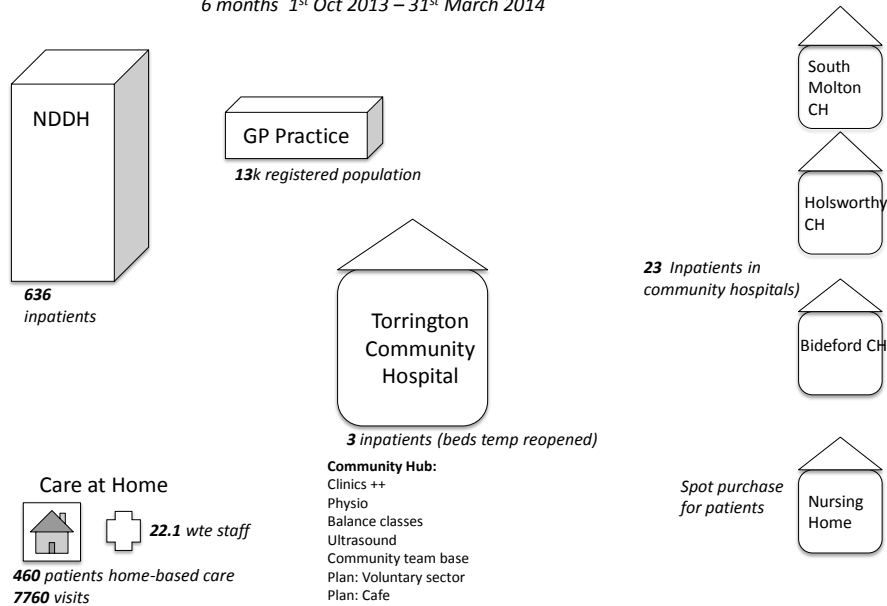 6 months 1st Oct 2013 – 31st March 2014
NDDH
636
inpatients
GP Practice
13k registered population
Torrington
Community
Hospital
3 inpatients (beds temp reopened)
Community Hub:
Clinics ++
Physio
Balance classes
Ultrasound
Community team base
Plan: Voluntary sector
Plan: Cafe
Care at Home
22.1 wte staff
460 patients home-based care
7760 visits
South
Molton
CH
Holsworthy
CH
23 Inpatients in
community hospitals)
Bideford CH
Spot purchase
for patients
Nursing
Home